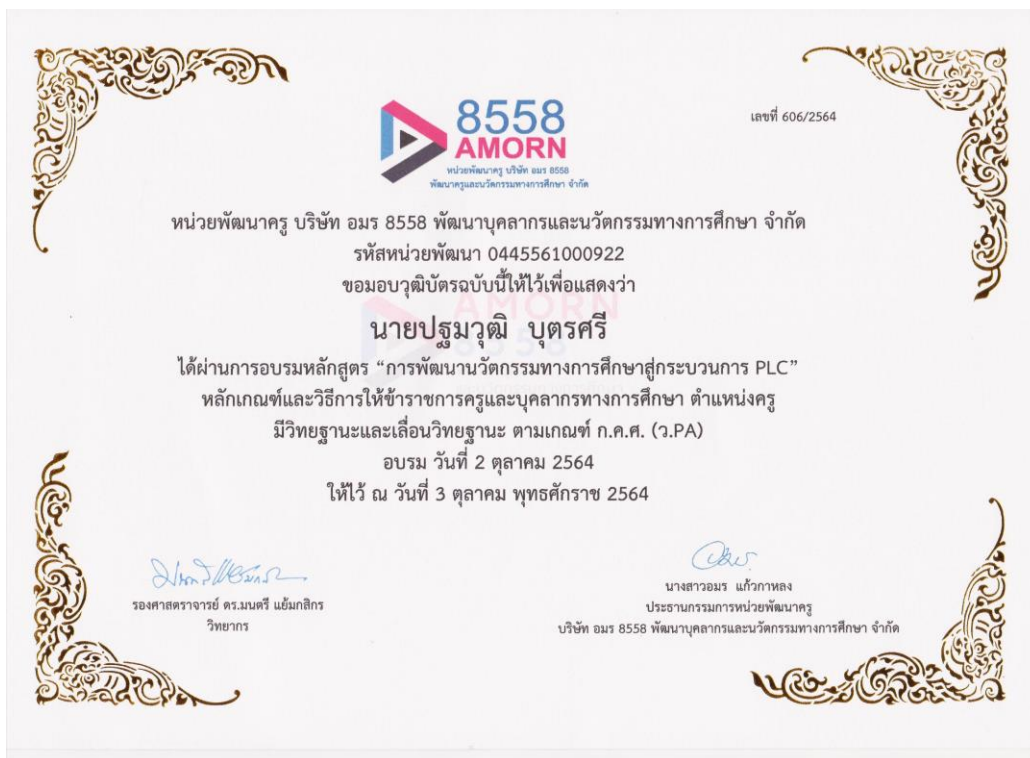 8558
AMORN
หน่วยพัฒนาครู บริษัท อมร 8558
พัฒนาครูและนวัตกรรมทางการศึกษา จำกัด
เลขที่ 606/2564
หน่วยพัฒนาครู บริษัท อมร 8558 พัฒนาบุคลากรและนวัตกรรมทางการศึกษา จำกัด
รหัสหน่วยพัฒนา 0445561000922
ขอมอบวุฒิบัตรฉบับนี้ให้ไว้เพื่อแสดงว่า
AMORN
8558
นายปฐมวุฒิ บุตรศรี
ได้ผ่านการอบรมหลักสูตร “การพัฒนานวัตกรรมทางการศึกษาสู่กระบวนการ PLC”
หลักเกณฑ์และวิธีการให้ข้าราชการครูและบุคลากรทางการศึกษา ตำแหน่งครู
มีวิทยฐานะและเลื่อนวิทยฐานะ ตามเกณฑ์ ก.ค.ศ. (ว.PA)
อบรม วันที่ 2 ตุลาคม 2564
ให้ไว้ ณ วันที่ 3 ตุลาคม พุทธศักราช 2564
รองศาสตราจารย์ ดร.มนตรี แย้มกสิกร
วิทยากร
นางสาวอมร แก้วกาหลง
ประธานกรรมการหน่วยพัฒนาครู
บริษัท อมร 8558 พัฒนาบุคลากรและนวัตกรรมทางการศึกษา จำกัด